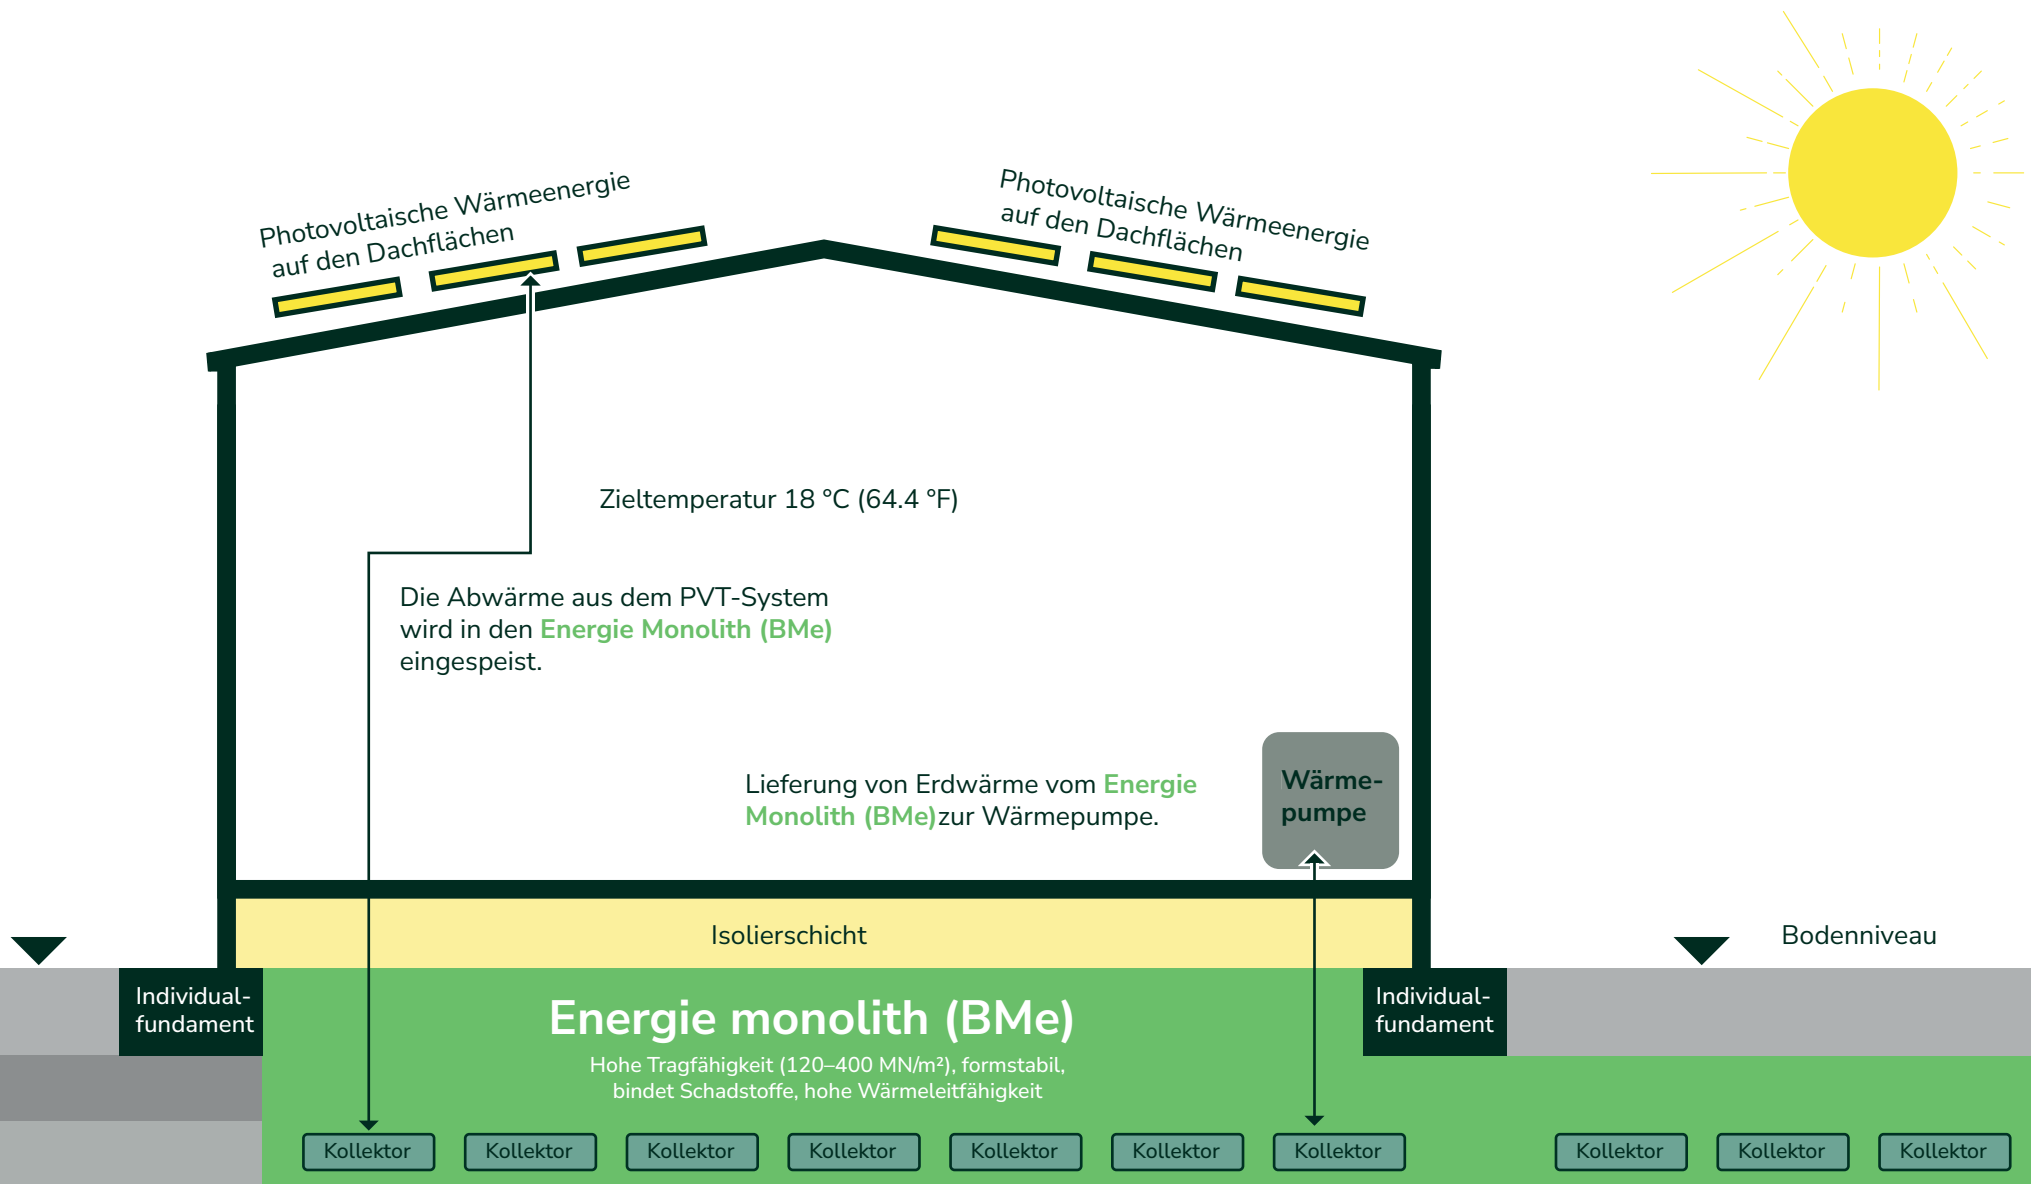 Photovoltaische Wärmeenergie
auf den Dachflächen
Photovoltaische Wärmeenergie
auf den Dachflächen
Zieltemperatur 18 °C (64.4 °F)
Die Abwärme aus dem PVT-System
wird in den Energie Monolith (BMe)
eingespeist.
Lieferung von Erdwärme vom Energie
Monolith (BMe)zur Wärmepumpe.
Wärme-
pumpe
Isolierschicht
Bodenniveau
Individual-
fundament
Energie monolith (BMe)
Hohe Tragfähigkeit (120–400 MN/m²), formstabil,
bindet Schadstoffe, hohe Wärmeleitfähigkeit
Individual-
fundament
Kollektor
Kollektor
Kollektor
Kollektor
Kollektor
Kollektor
Kollektor
Kollektor
Kollektor
Kollektor